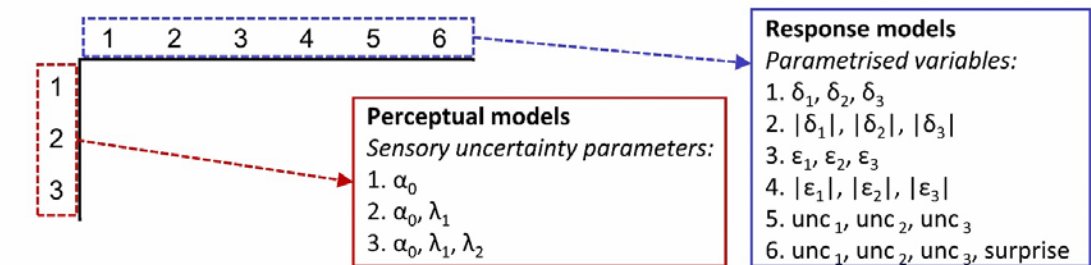 1 2 3 4 5 6
1
2
3
Perceptual models
Sensory uncertainty parameters:
1. α₀
2. α₀, λ₁
3. α₀, λ₁, λ₂
Response models
Parametrised variables:
1. δ₁, δ₂, δ₃
2. |δ₁|, |δ₂|, |δ₃|
3. ε₁, ε₂, ε₃
4. |ε₁|, |ε₂|, |ε₃|
5. unc ₁, unc ₂, unc ₃
6. unc ₁, unc ₂, unc ₃, surprise